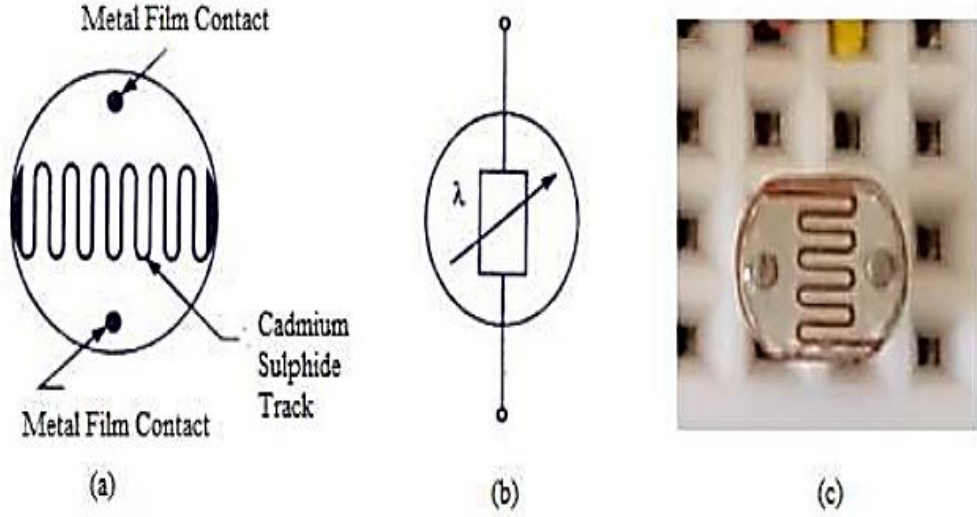 Metal Film Contact
Cadmium
Sulphide
Track
Metal Film Contact
(a)
λ
(b)
(c)